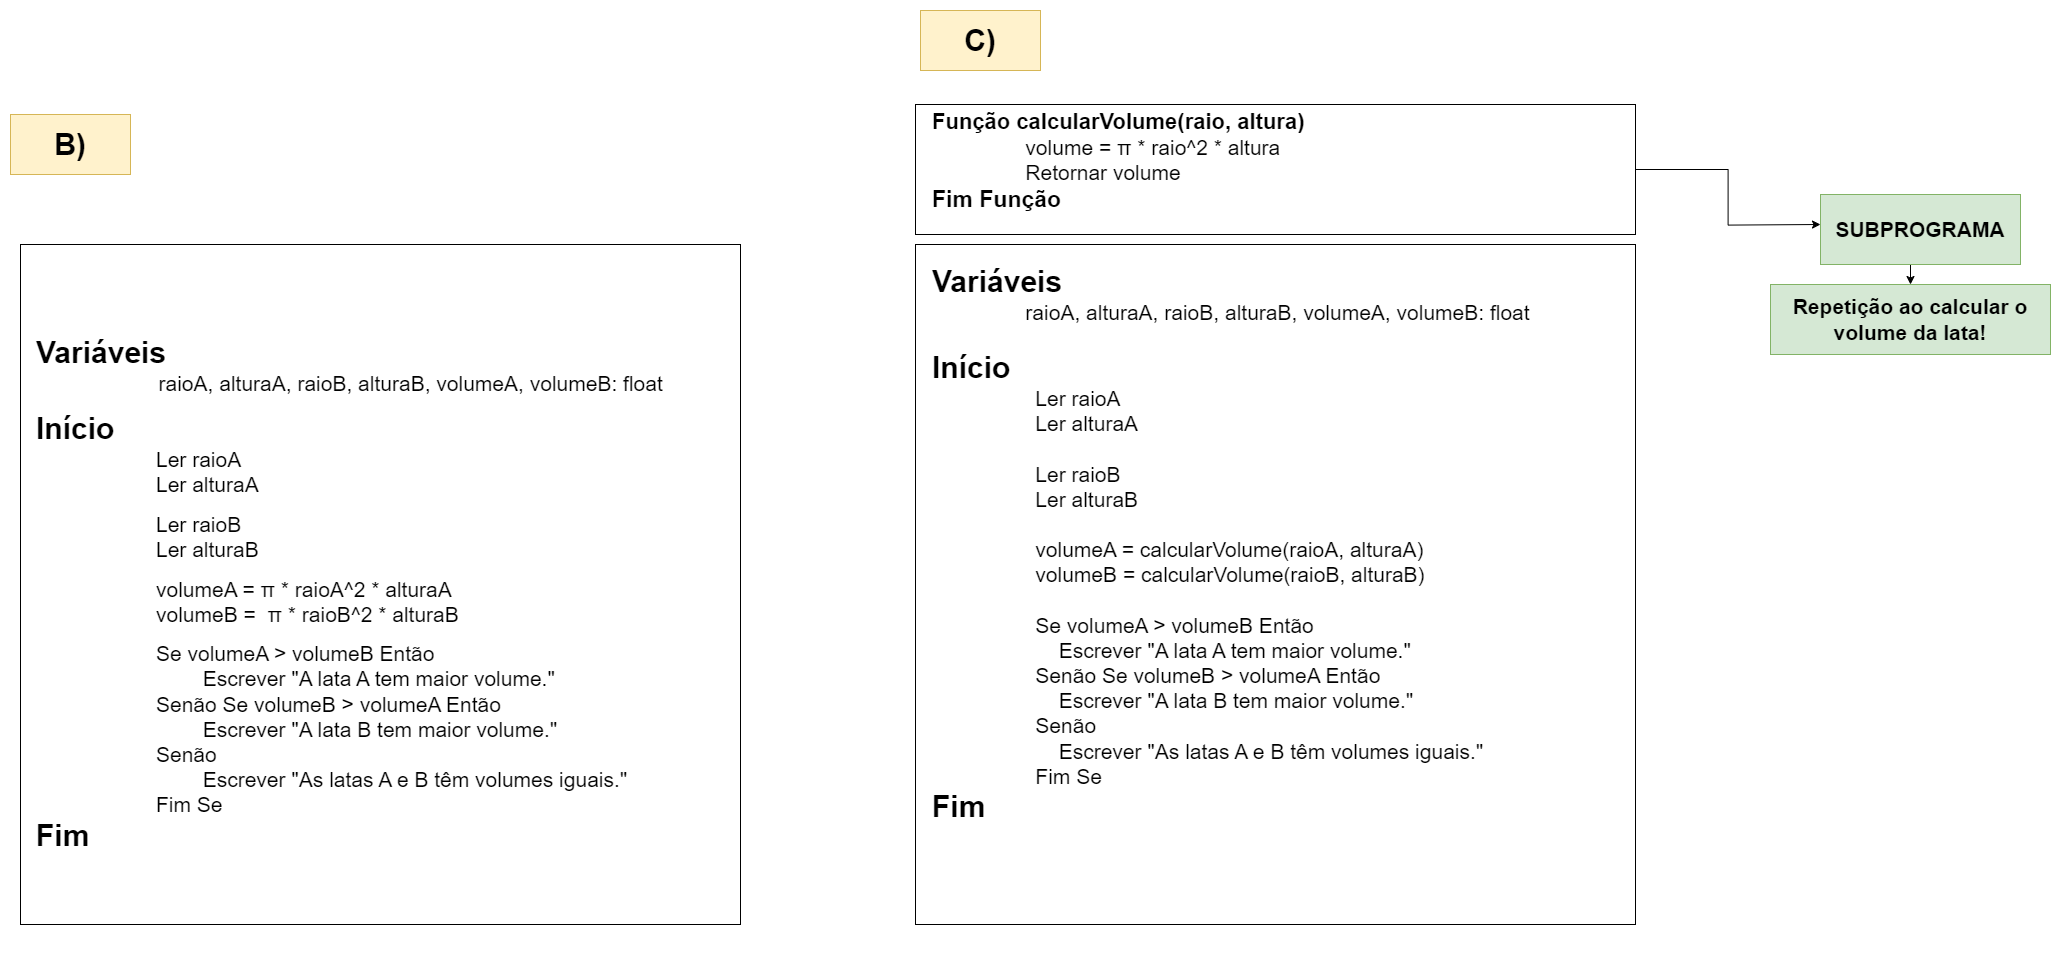 B)
Variáveis
raioA, alturaA, raioB, alturaB, volumeA, volumeB: float
Início
Ler raioA
Ler alturaA
Ler raioB
Ler alturaB
volumeA = π * raioA^2 * alturaA
volumeB =  π * raioB^2 * alturaB
Se volumeA > volumeB Então
Escrever "A lata A tem maior volume."
Senão Se volumeB > volumeA Então
Escrever "A lata B tem maior volume."
Senão
Escrever "As latas A e B têm volumes iguais."
Fim Se
Fim
C)
Função calcularVolume(raio, altura)
volume = π * raio^2 * altura
Retornar volume
Fim Função
Variáveis
raioA, alturaA, raioB, alturaB, volumeA, volumeB: float
Início
Ler raioA
Ler alturaA
Ler raioB
Ler alturaB
volumeA = calcularVolume(raioA, alturaA)
volumeB = calcularVolume(raioB, alturaB)
Se volumeA > volumeB Então
Escrever "A lata A tem maior volume."
Senão Se volumeB > volumeA Então
Escrever "A lata B tem maior volume."
Senão
Escrever "As latas A e B têm volumes iguais."
Fim Se
Fim
SUBPROGRAMA
Repetição ao calcular o
volume da lata!